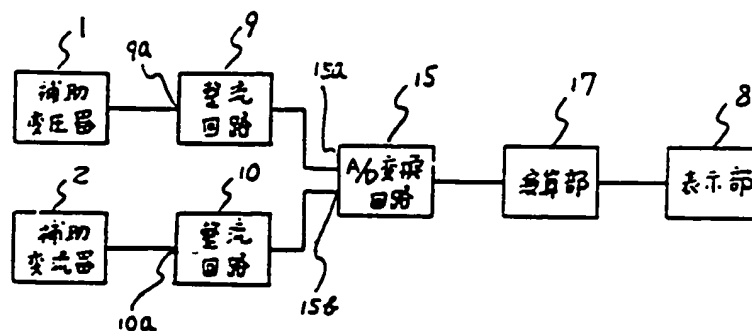 1
9
9a
補助
変圧器
整流
回路
15a
15
17
8
A/D変換
回路
演算部
表示部
2
10
補助
変流器
整流
回路
10a
15b